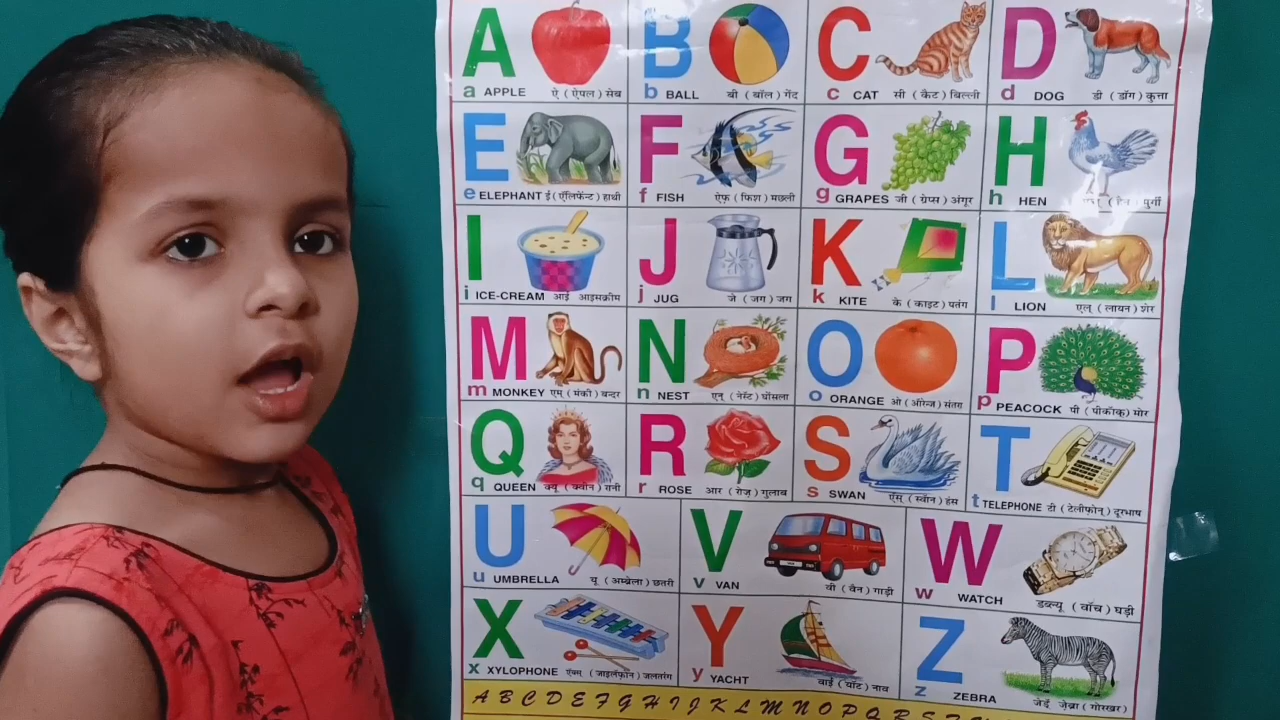 A B C D
a APPLE ऐ ( ऐपल ) सेब b BALL बी ( बॉल ) गेंद c CAT सी ( कैट ) बिल्ली d DOG डी ( डॉग ) कुत्ता
E F G H
e ELEPHANT ई ( ऍलिफेन्ट ) हाथी f FISH ऐफ़ ( फिश ) मछली g GRAPES जी ( ग्रेप्स ) अंगूर h HEN
I J K L
i ICE-CREAM आई आइसक्रीम j JUG जे ( जग ) जग k KITE के ( काइट ) पतंग l LION एल् ( लायन ) शेर
M N O P
m MONKEY एम् ( मंकी ) बन्दर n NEST एन् ( नेस्ट ) घोंसला o ORANGE ओ ( ऑरेन्ज ) संतरा p PEACOCK पी ( पीकॉक् ) मोर
Q R S T
q QUEEN क्यू ( क्वीन ) रानी r ROSE आर ( रोज़ ) गुलाब s SWAN एस् ( स्वॉन ) हंस t TELEPHONE टी ( टेलीफ़ोन् ) दूरभाष
U V W
u UMBRELLA यू ( अम्ब्रेला ) छतरी v VAN वी ( वैन ) गाड़ी w WATCH डब्ल्यू ( वॉच ) घड़ी
X Y Z
x XYLOPHONE एक्स् ( जाइलफ़ोन ) जलतरंग y YACHT वाई ( यॉट ) नाव z ZEBRA जेड् ज़ेब्रा ( गोरखर )
A B C D E F G H I J K L M N O P Q R S T